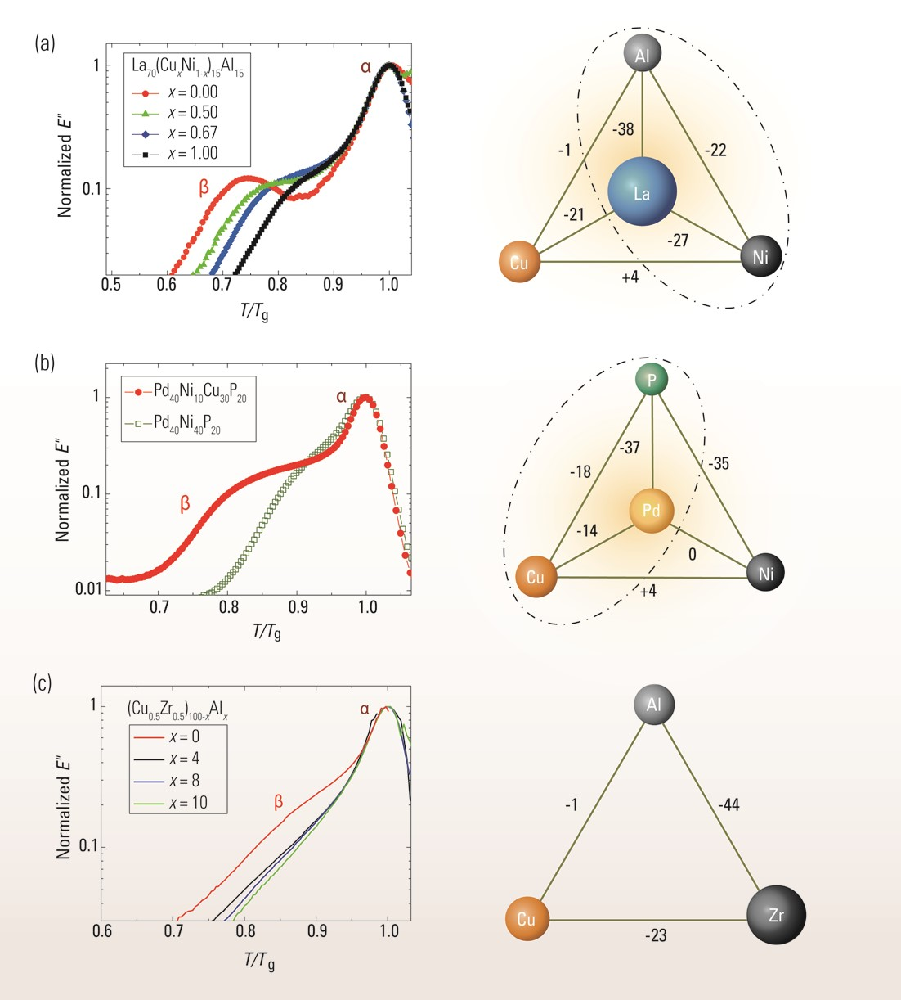 (a)
La70(CuxNi1-x)15Al15
x = 0.00
x = 0.50
x = 0.67
x = 1.00
α
β
1
0.1
Normalized E″
0.5 0.6 0.7 0.8 0.9 1.0
T/Tg
Al
-38
-1
-22
La
-21
-27
Cu
Ni
+4
(b)
Pd40Ni10Cu30P20
Pd40Ni40P20
α
β
1
0.1
0.01
Normalized E″
0.7 0.8 0.9 1.0
T/Tg
P
-37
-35
-18
Pd
-14
0
Cu
Ni
+4
(c)
(Cu0.5Zr0.5)100-xAlx
x = 0
x = 4
x = 8
x = 10
α
β
1
0.1
Normalized E″
0.6 0.7 0.8 0.9 1.0
T/Tg
Al
-1
-44
Cu
Zr
-23